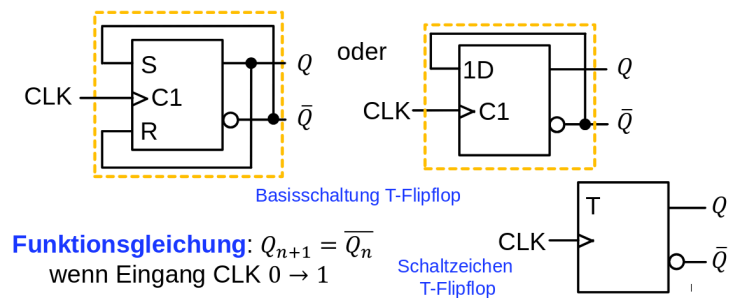 S
Q
oder
CLK
C1
Q̅
R
1D
Q
CLK
C1
Q̅
Basisschaltung T-Flipflop
T
Q
CLK
Q̅
Funktionsgleichung: Qₙ₊₁ = Q̅ₙ̅
wenn Eingang CLK 0 → 1
Schaltzeichen
T-Flipflop